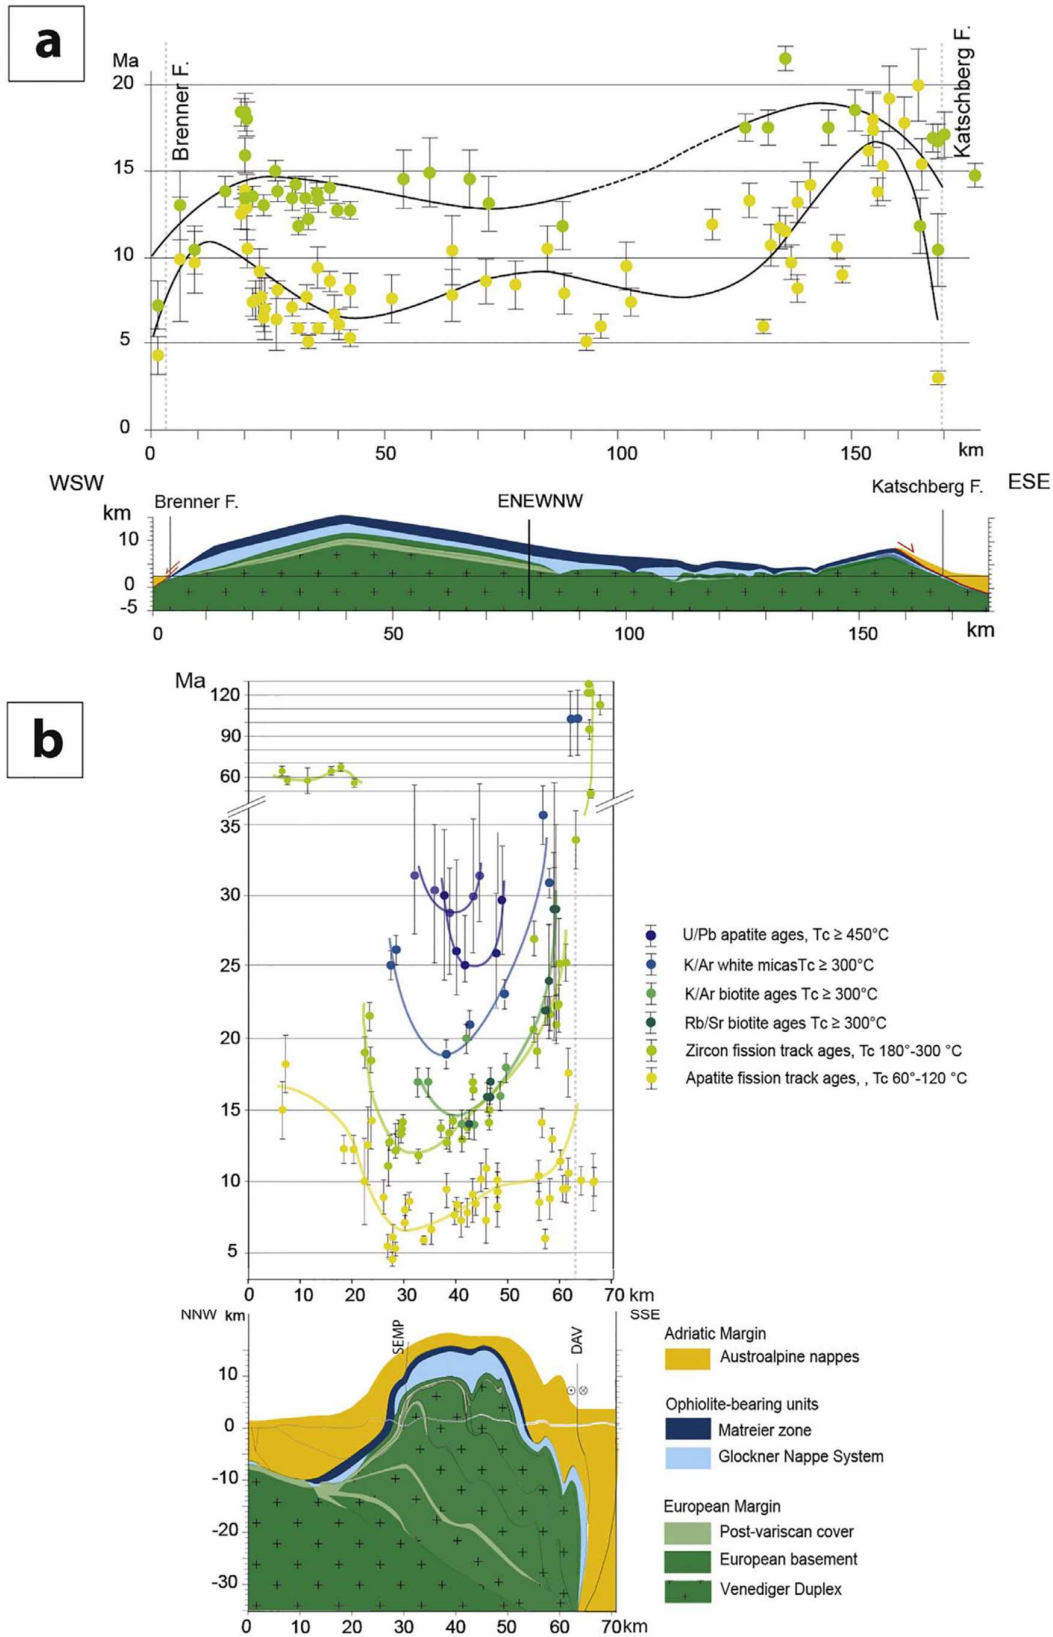 a
Ma
Brenner F.
Katschberg F.
20
15
10
5
0
0 50 100 150 km
WSW ESE
Brenner F. ENEWNW Katschberg F.
km
10
0
-5
0 50 100 150 km
b
Ma
120
90
60
35
30
25
20
15
10
5
U/Pb apatite ages, Tc ≥ 450°C
K/Ar white micasTc ≥ 300°C
K/Ar biotite ages Tc ≥ 300°C
Rb/Sr biotite ages Tc ≥ 300°C
Zircon fission track ages, Tc 180°-300 °C
Apatite fission track ages, , Tc 60°-120 °C
0 10 20 30 40 50 60 70 km
NNW km SSE
SEMP
DAV
10
0
-10
-20
-30
0 10 20 30 40 50 60 70km
Adriatic Margin
Austroalpine nappes
Ophiolite-bearing units
Matreier zone
Glockner Nappe System
European Margin
Post-variscan cover
European basement
Venediger Duplex